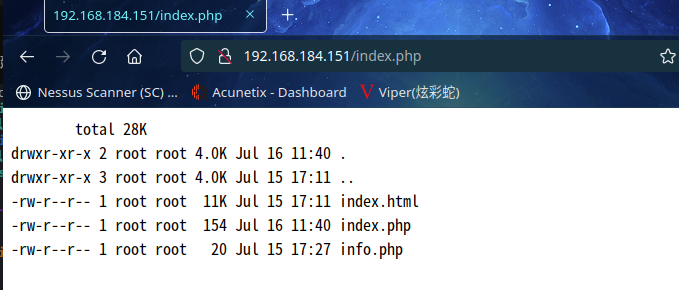 192.168.184.151/index.php
192.168.184.151/index.php
Nessus Scanner (SC) … Acunetix - Dashboard Viper(炫彩蛇)
total 28K
drwxr-xr-x 2 root root 4.0K Jul 16 11:40 .
drwxr-xr-x 3 root root 4.0K Jul 15 17:11 ..
-rw-r--r-- 1 root root 11K Jul 15 17:11 index.html
-rw-r--r-- 1 root root 154 Jul 16 11:40 index.php
-rw-r--r-- 1 root root 20 Jul 15 17:27 info.php